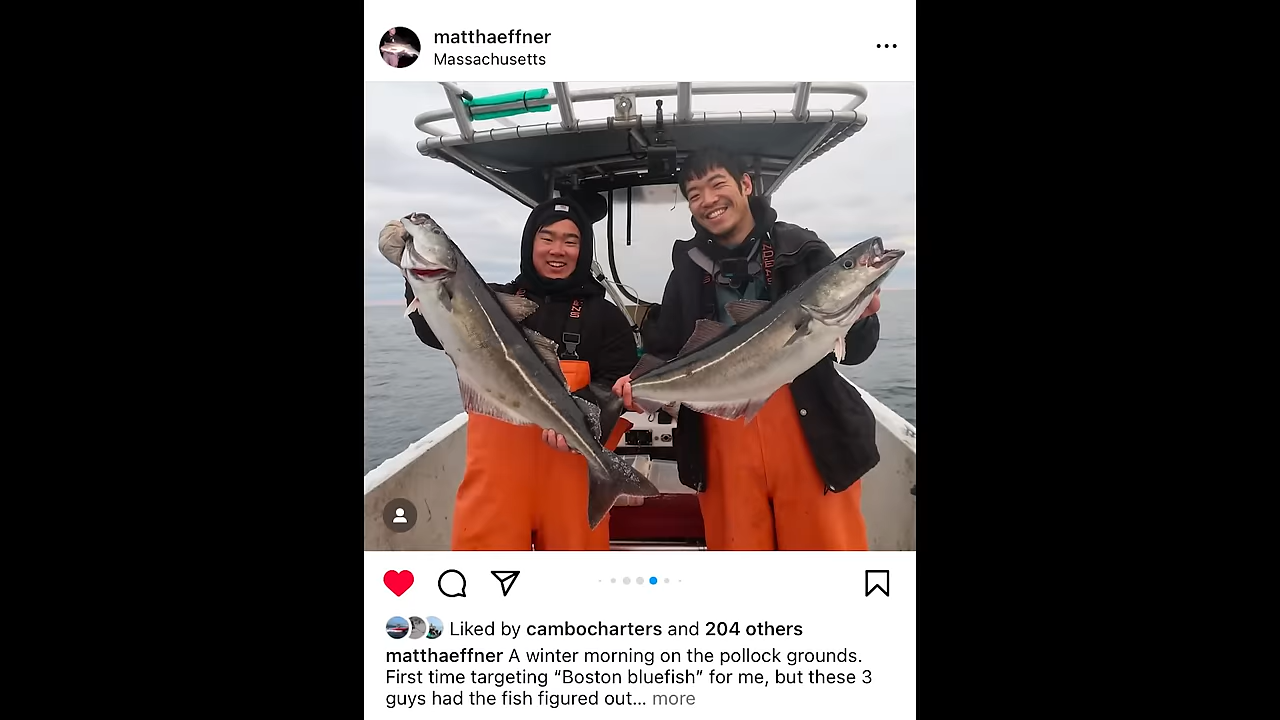 matthaeffner
Massachusetts
Liked by cambocharters and 204 others
matthaeffner A winter morning on the pollock grounds.
First time targeting “Boston bluefish” for me, but these 3
guys had the fish figured out... more